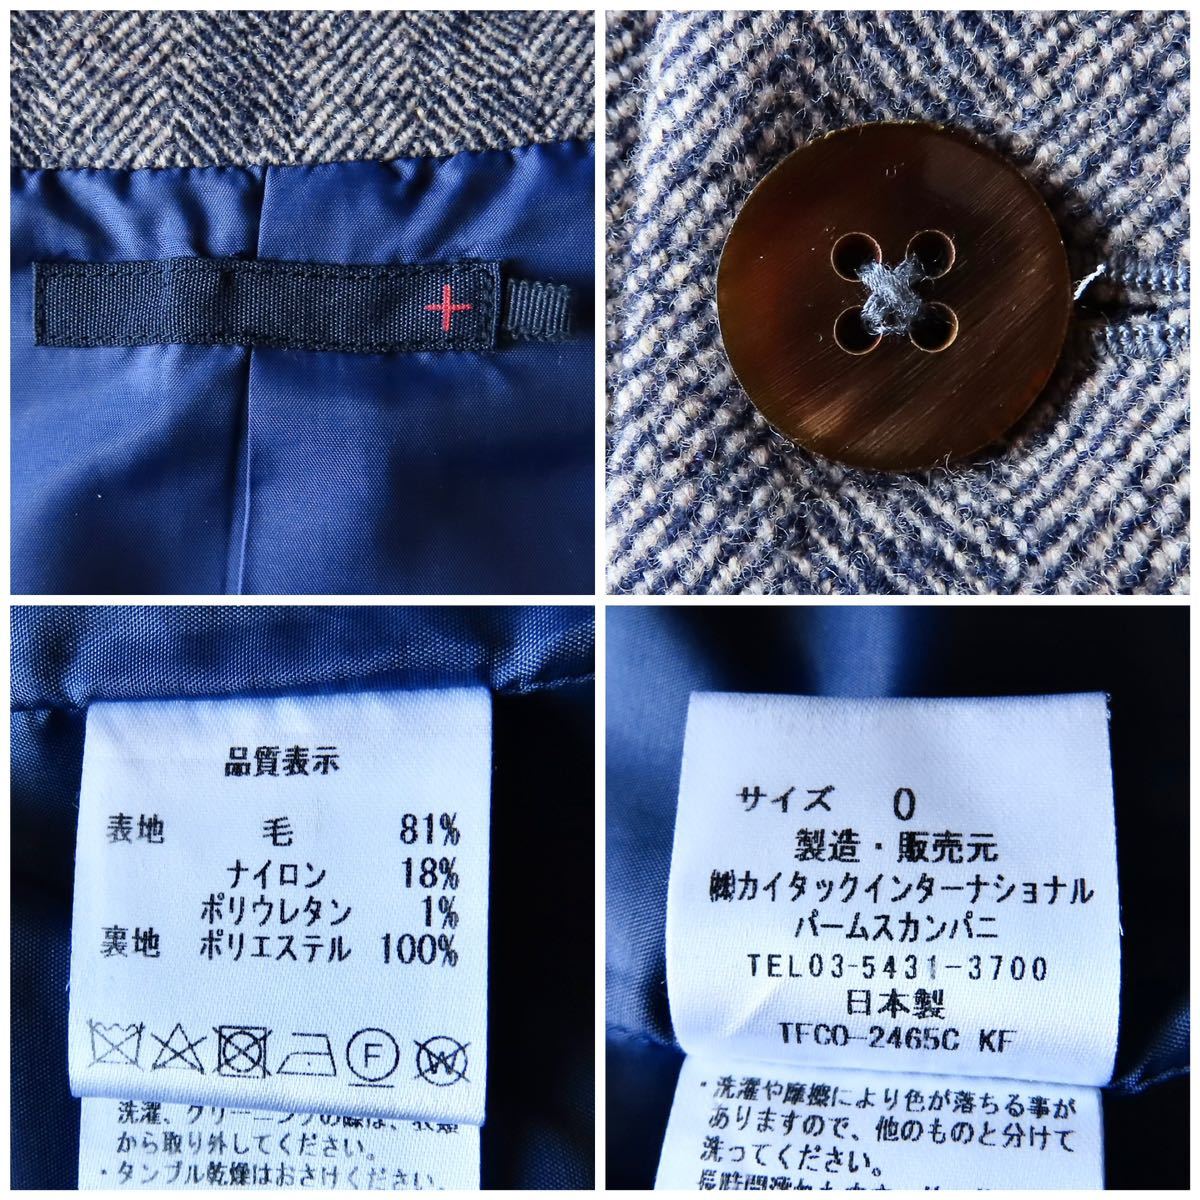 品質表示
表地 毛 81%
ナイロン 18%
ポリウレタン 1%
裏地 ポリエステル 100%
F
W
洗濯、クリーニングの際は、衣類
から取り外してください。
・タンブル乾燥はおさけください。
サイズ 0
製造・販売元
㈱カイタックインターナショナル
パームスカンパニ
TEL03-5431-3700
日本製
TFCO-2465C KF
・洗濯や摩擦により色が落ちる事が
ありますので、他のものと分けて
洗ってください。